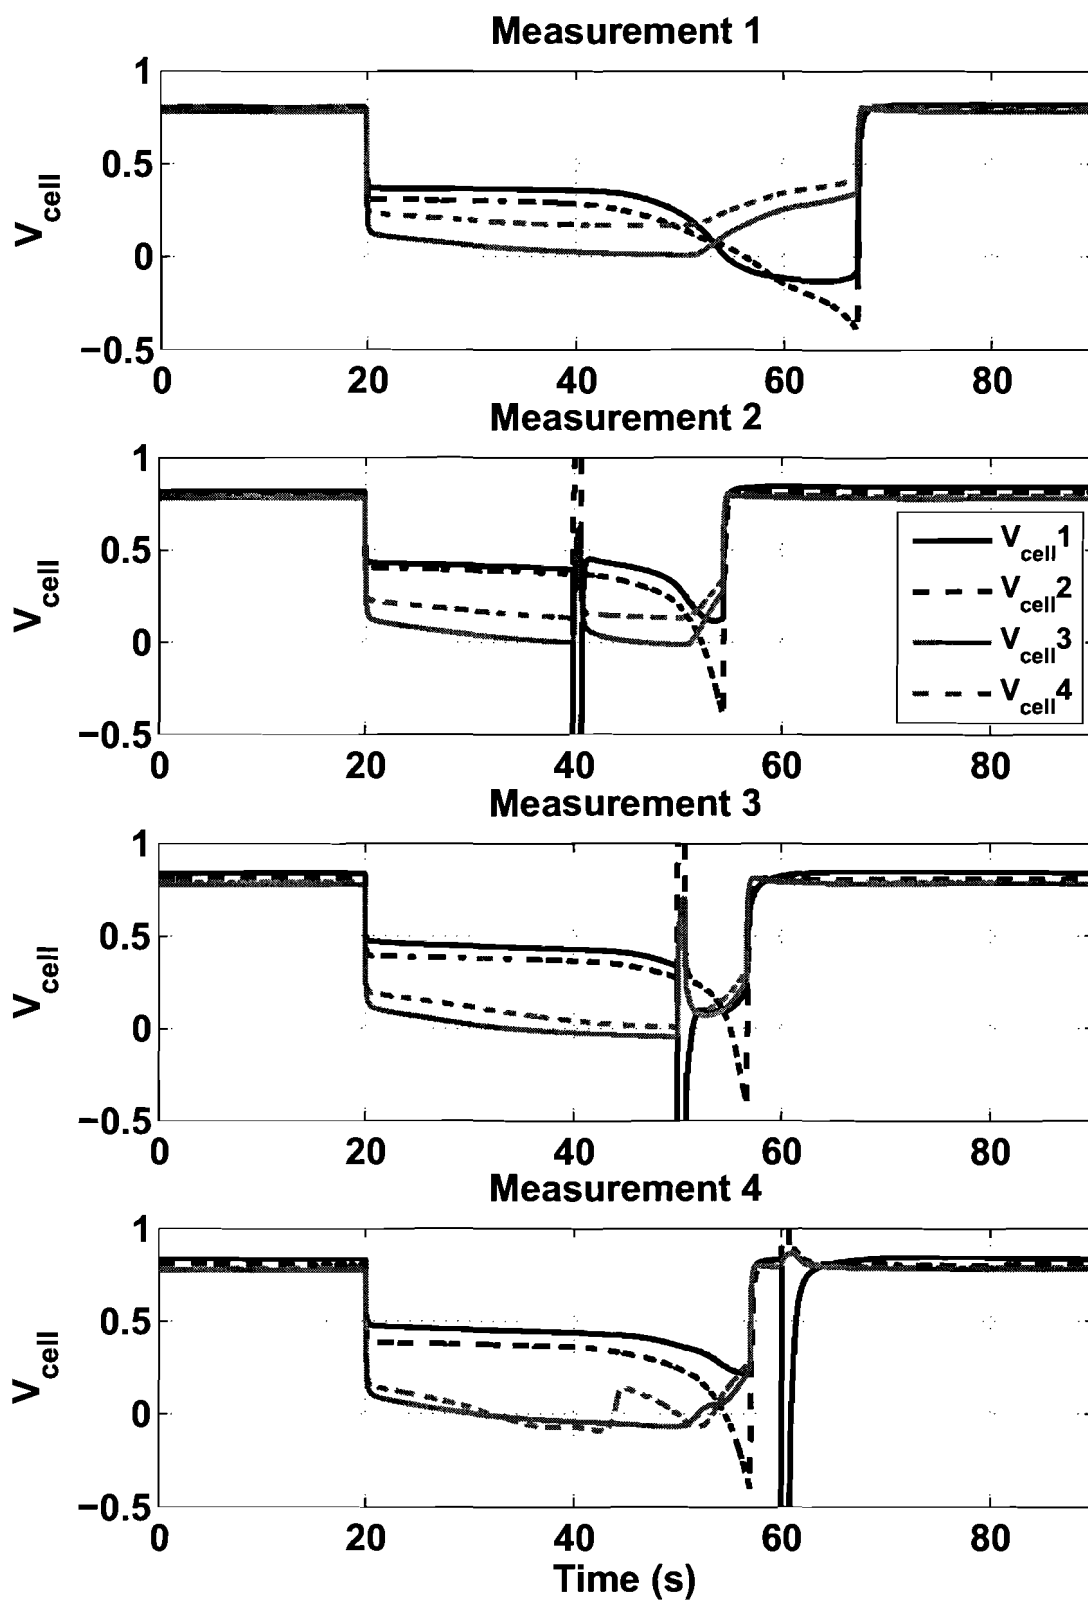 Measurement 1
1
0.5
0
−0.5
V_cell
0 20 40 60 80
Measurement 2
1
0.5
0
−0.5
V_cell
V_cell1
V_cell2
V_cell3
V_cell4
0 20 40 60 80
Measurement 3
1
0.5
0
−0.5
V_cell
0 20 40 60 80
Measurement 4
1
0.5
0
−0.5
V_cell
0 20 40 60 80
Time (s)